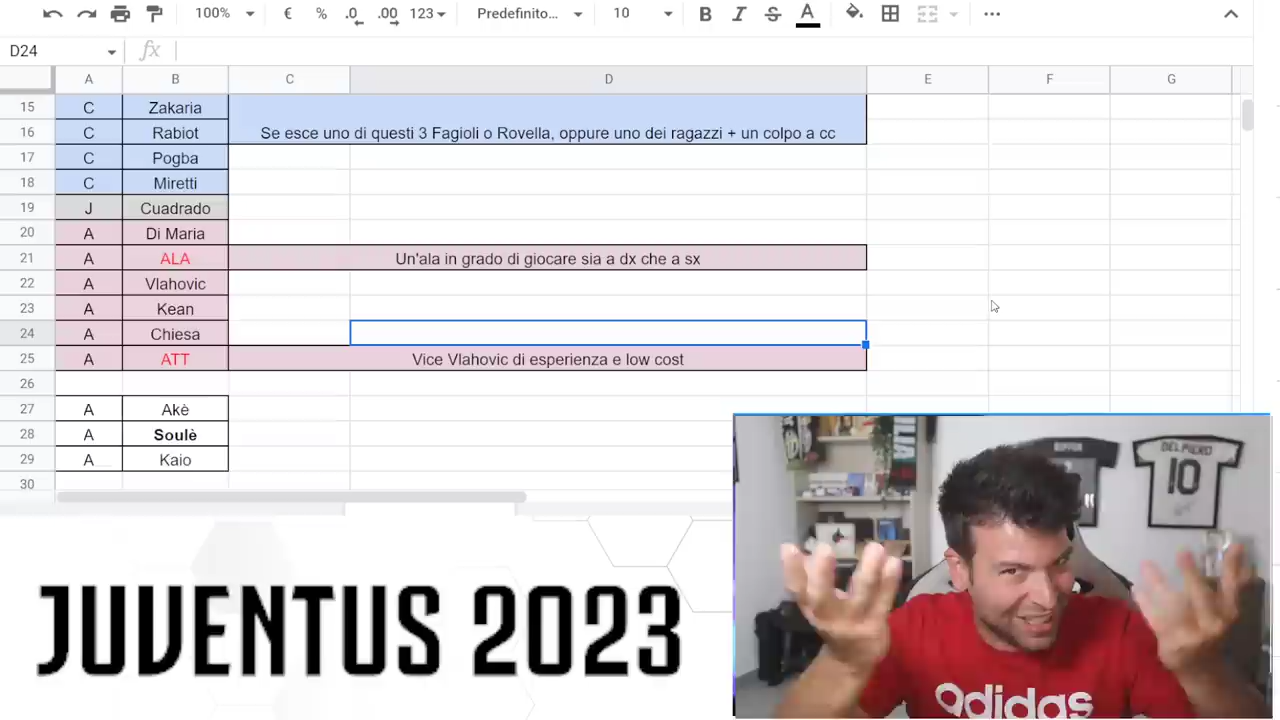 100%
€
%
.0
.00
123
Predefinito...
10
B
I
S
A
D24
fx
A B C D E F G
15 C Zakaria
16 C Rabiot Se esce uno di questi 3 Fagioli o Rovella, oppure uno dei ragazzi + un colpo a cc
17 C Pogba
18 C Miretti
19 J Cuadrado
20 A Di Maria
21 A ALA Un'ala in grado di giocare sia a dx che a sx
22 A Vlahovic
23 A Kean
24 A Chiesa
25 A ATT Vice Vlahovic di esperienza e low cost
26
27 A Akè
28 A Soulè
29 A Kaio
30
JUVENTUS 2023
DEL PIERO
10
adidas